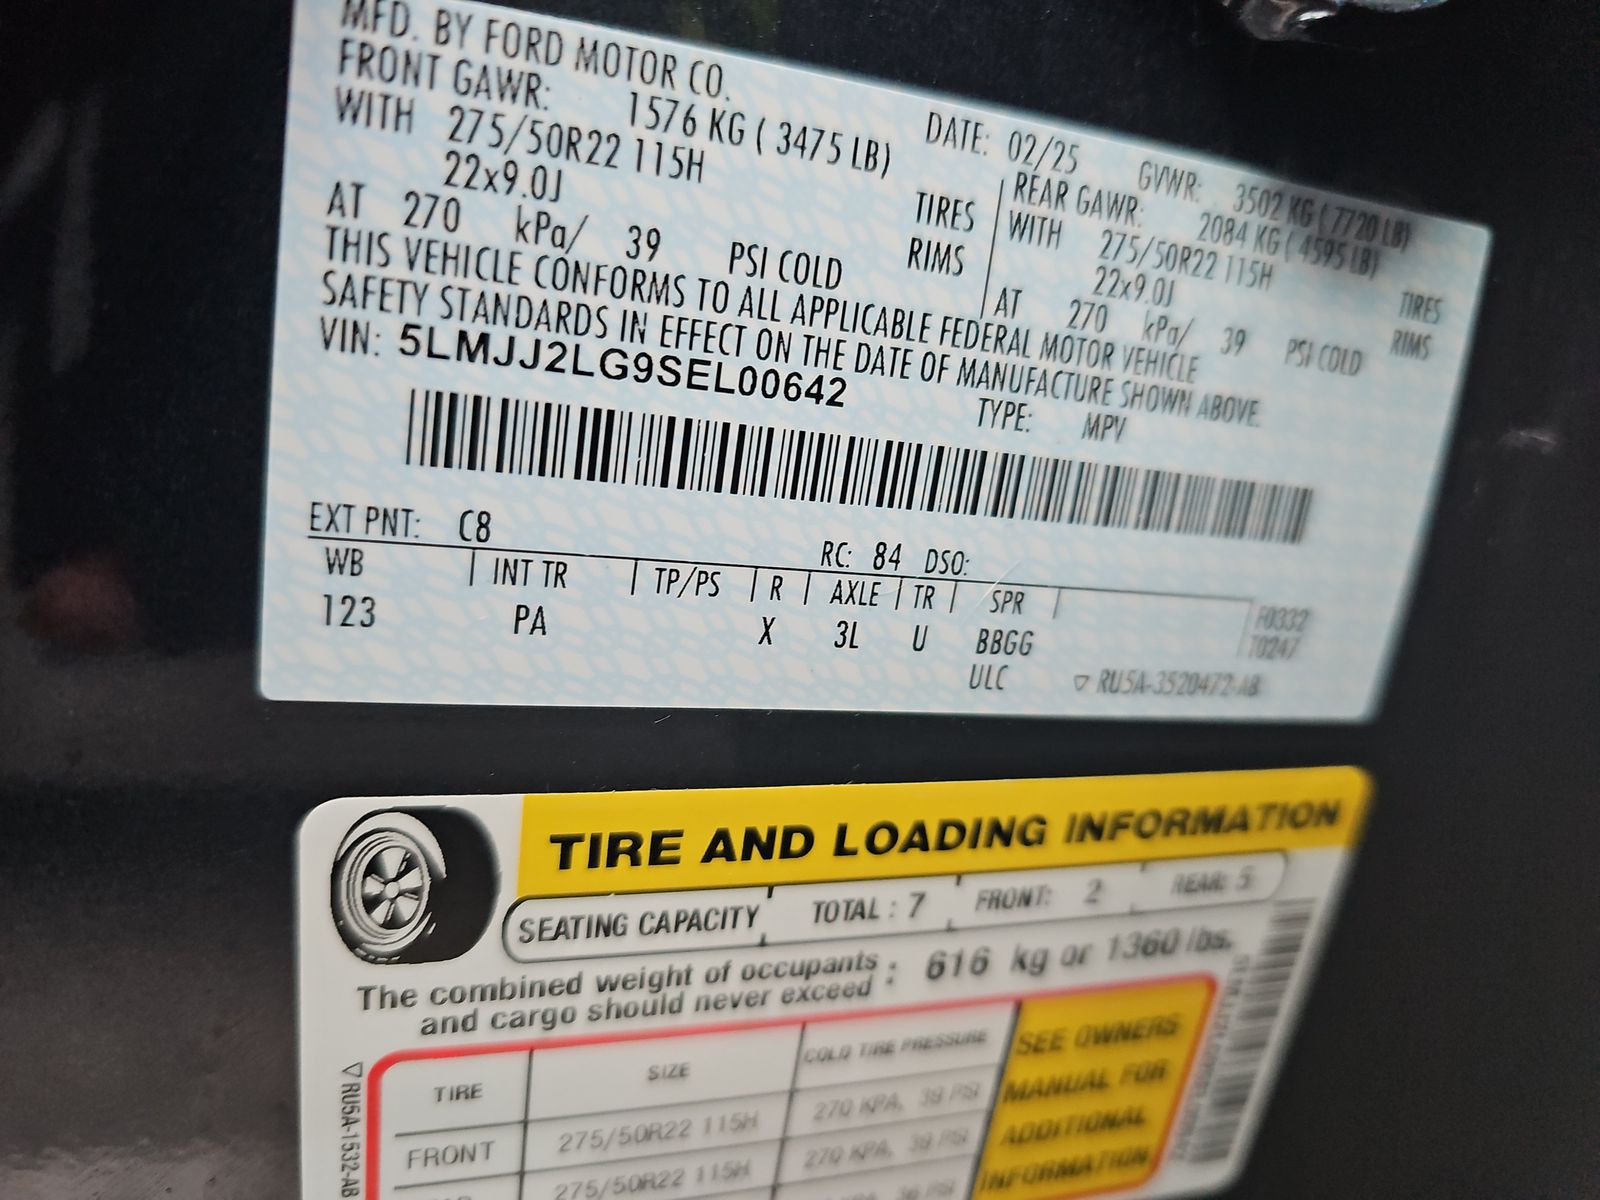 MFD. BY FORD MOTOR CO.
DATE: 02/25 GVWR: 3502 KG ( 7720 LB)
FRONT GAWR: 1576 KG ( 3475 LB)
REAR GAWR: 2084 KG ( 4595 LB)
WITH 275/50R22 115H TIRES
WITH 275/50R22 115H TIRES
22x9.0J RIMS
22x9.0J RIMS
AT 270 kPa/ 39 PSI COLD
AT 270 kPa/ 39 PSI COLD
THIS VEHICLE CONFORMS TO ALL APPLICABLE FEDERAL MOTOR VEHICLE
SAFETY STANDARDS IN EFFECT ON THE DATE OF MANUFACTURE SHOWN ABOVE.
VIN: 5LMJJ2LG9SEL00642
TYPE: MPV
EXT PNT: C8 RC: 84 DSO:
WB | INT TR | TP/PS | R | AXLE | TR | SPR |
123 PA X 3L U BBGG
ULC
F0332
T0247
▽ RU5A-3520472-AB
TIRE AND LOADING INFORMATION
SEATING CAPACITY TOTAL : 7 FRONT: 2 REAR: 5
The combined weight of occupants
and cargo should never exceed : 616 kg or 1360 lbs.
TIRE SIZE COLD TIRE PRESSURE
FRONT 275/50R22 115H 270 KPA, 39 PSI
275/50R22 115H 270 KPA, 39 PSI
SEE OWNERS
MANUAL FOR
ADDITIONAL
INFORMATION
▽RU5A-1532-AB